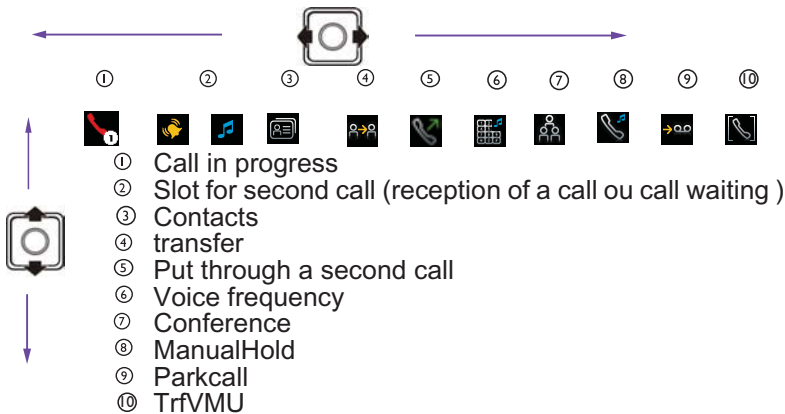 ① ② ③ ④ ⑤ ⑥ ⑦ ⑧ ⑨ ⑩
1
① Call in progress
② Slot for second call (reception of a call ou call waiting )
③ Contacts
④ transfer
⑤ Put through a second call
⑥ Voice frequency
⑦ Conference
⑧ ManualHold
⑨ Parkcall
⑩ TrfVMU